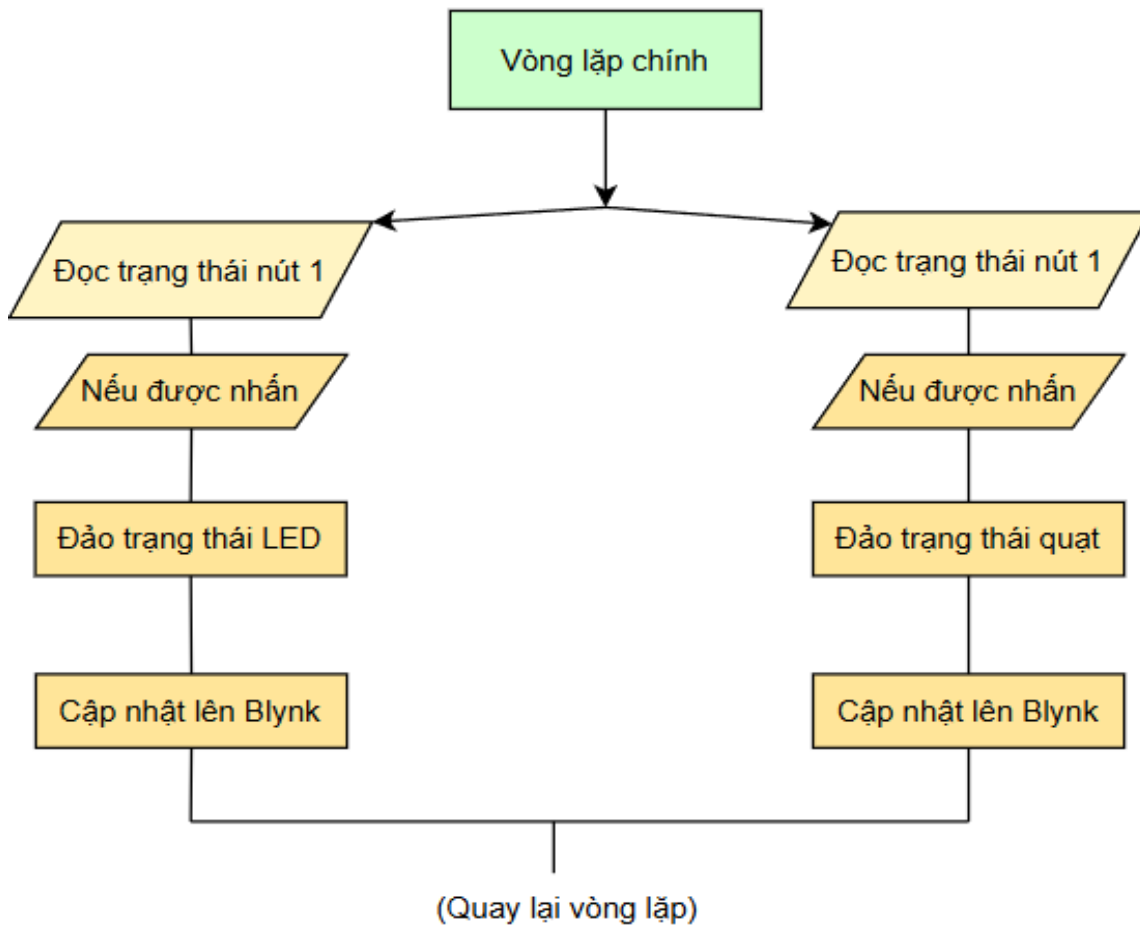 Vòng lặp chính
Đọc trạng thái nút 1
Đọc trạng thái nút 1
Nếu được nhấn
Nếu được nhấn
Đảo trạng thái LED
Đảo trạng thái quạt
Cập nhật lên Blynk
Cập nhật lên Blynk
(Quay lại vòng lặp)